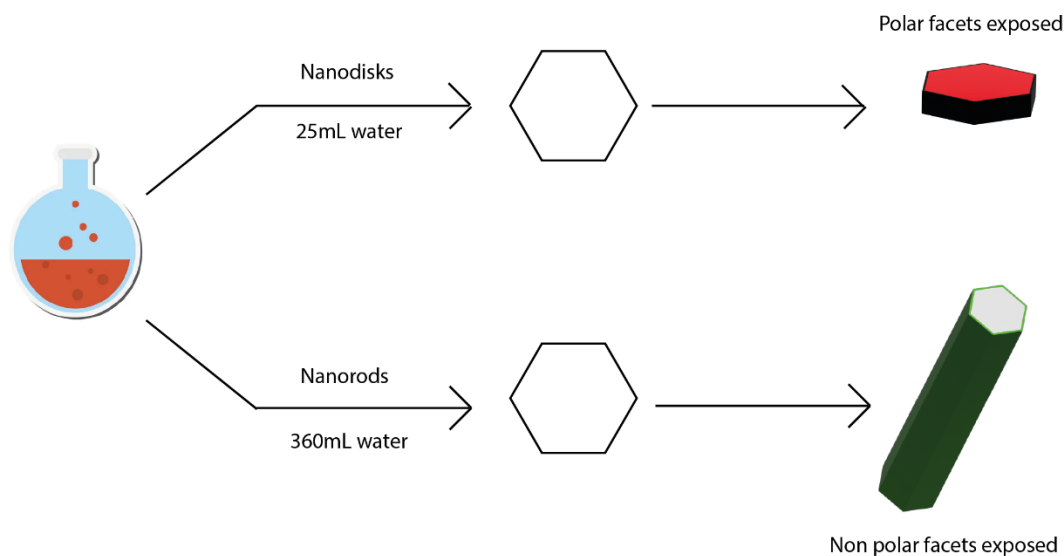 Polar facets exposed
Nanodisks
25mL water
Nanorods
360mL water
Non polar facets exposed